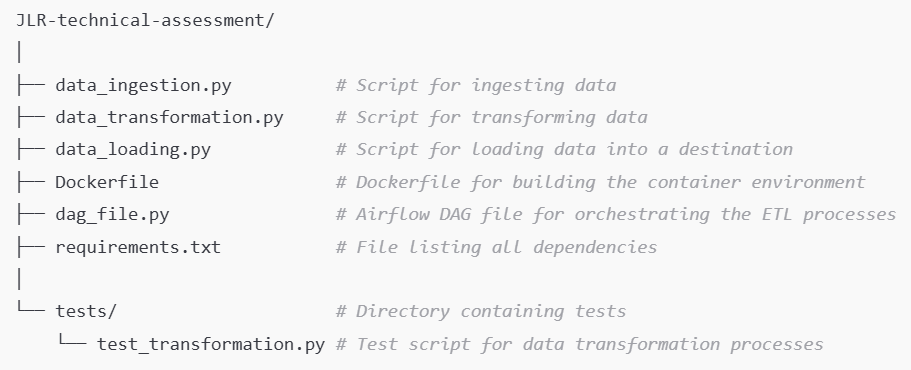 JLR-technical-assessment/
│
├── data_ingestion.py          # Script for ingesting data
├── data_transformation.py     # Script for transforming data
├── data_loading.py            # Script for loading data into a destination
├── Dockerfile                 # Dockerfile for building the container environment
├── dag_file.py                # Airflow DAG file for orchestrating the ETL processes
├── requirements.txt           # File listing all dependencies
│
└── tests/                     # Directory containing tests
    └── test_transformation.py # Test script for data transformation processes